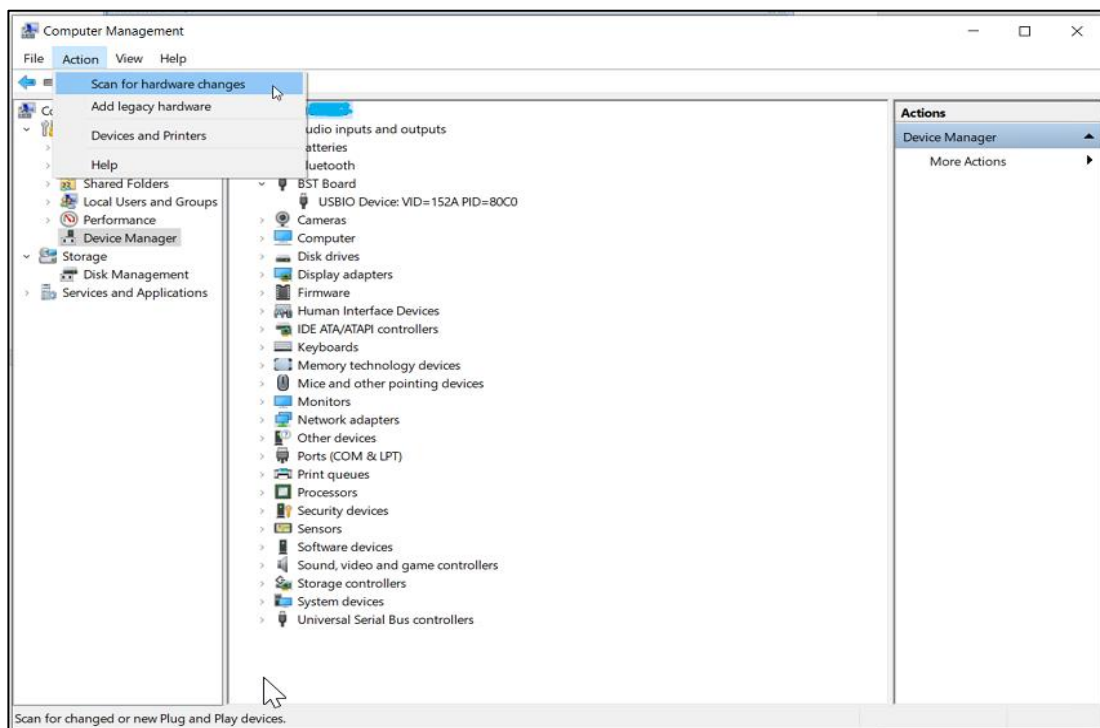 Computer Management
File Action View Help
Scan for hardware changes
Add legacy hardware
Devices and Printers
Help
Shared Folders
Local Users and Groups
Performance
Device Manager
Storage
Disk Management
Services and Applications
udio inputs and outputs
atteries
luetooth
BST Board
USBIO Device: VID=152A PID=80C0
Cameras
Computer
Disk drives
Display adapters
Firmware
Human Interface Devices
IDE ATA/ATAPI controllers
Keyboards
Memory technology devices
Mice and other pointing devices
Monitors
Network adapters
Other devices
Ports (COM & LPT)
Print queues
Processors
Security devices
Sensors
Software devices
Sound, video and game controllers
Storage controllers
System devices
Universal Serial Bus controllers
Actions
Device Manager
More Actions
Scan for changed or new Plug and Play devices.